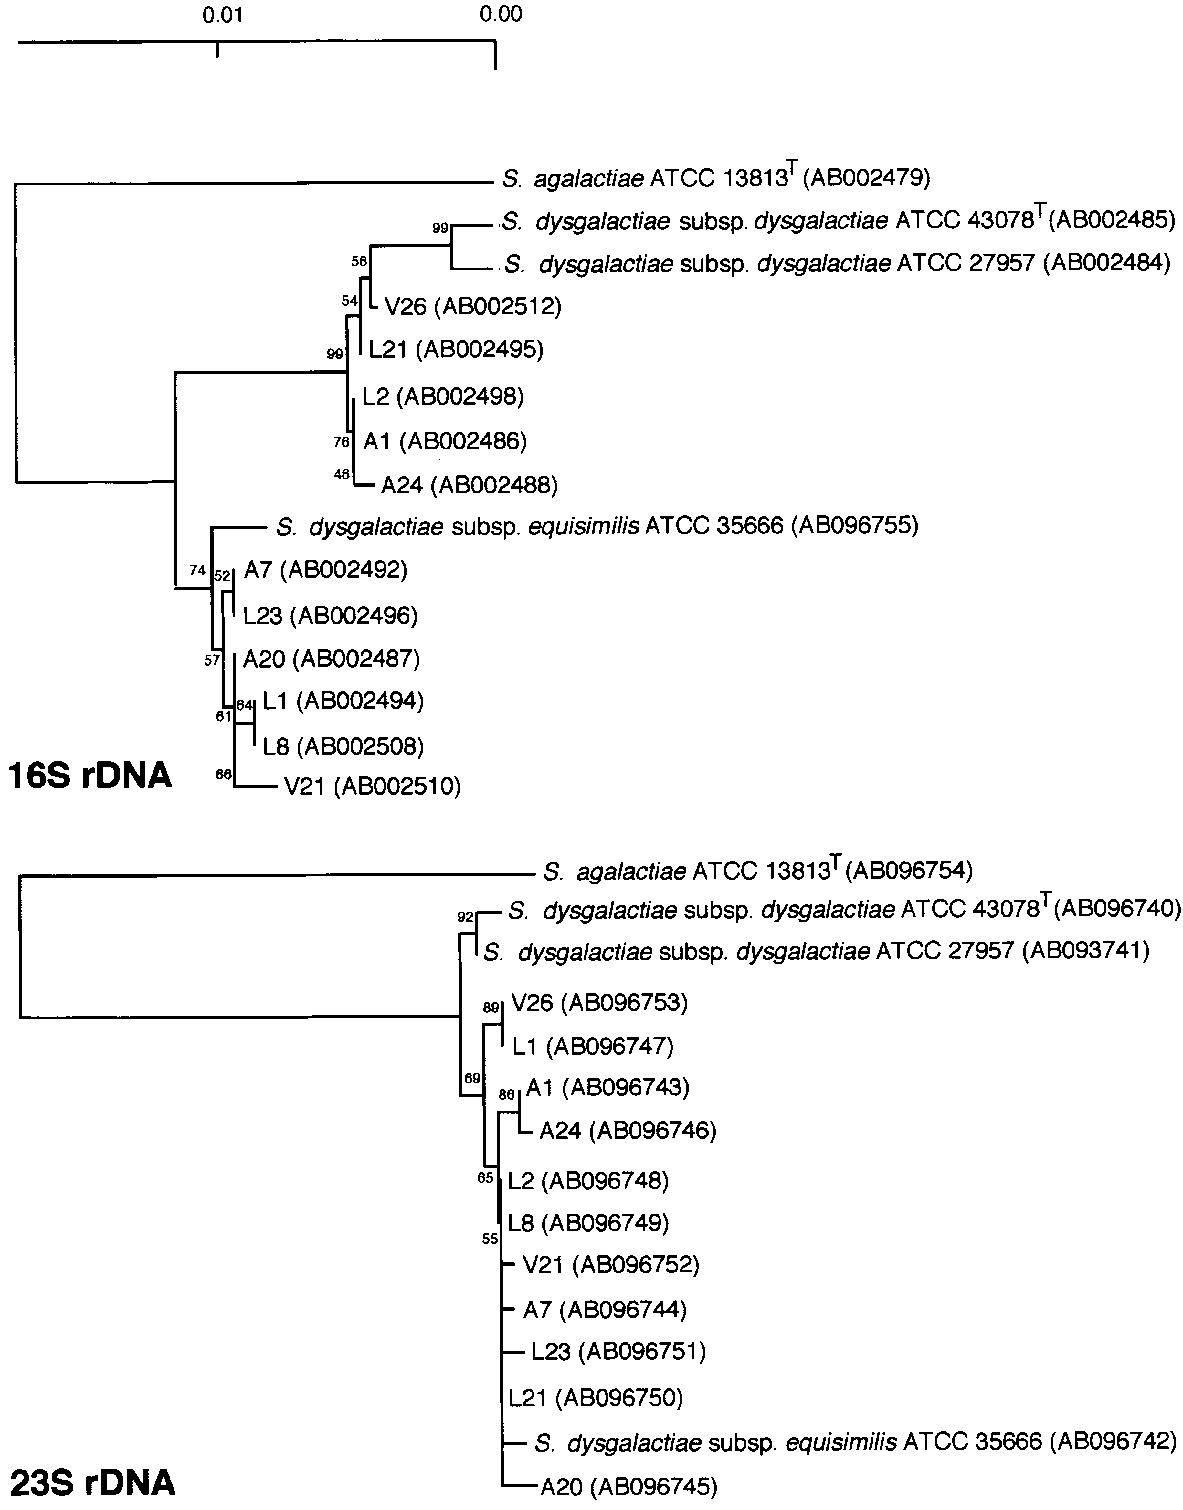 0.01 0.00
S. agalactiae ATCC 13813T (AB002479)
99 S. dysgalactiae subsp. dysgalactiae ATCC 43078T (AB002485)
56 S. dysgalactiae subsp. dysgalactiae ATCC 27957 (AB002484)
54 V26 (AB002512)
99 L21 (AB002495)
L2 (AB002498)
76 A1 (AB002486)
48 A24 (AB002488)
S. dysgalactiae subsp. equisimilis ATCC 35666 (AB096755)
74 52 A7 (AB002492)
L23 (AB002496)
57 A20 (AB002487)
64 L1 (AB002494)
61
L8 (AB002508)
16S rDNA
66 V21 (AB002510)
S. agalactiae ATCC 13813T (AB096754)
92 S. dysgalactiae subsp. dysgalactiae ATCC 43078T (AB096740)
S. dysgalactiae subsp. dysgalactiae ATCC 27957 (AB093741)
89 V26 (AB096753)
L1 (AB096747)
69 86 A1 (AB096743)
A24 (AB096746)
65 L2 (AB096748)
L8 (AB096749)
55
V21 (AB096752)
A7 (AB096744)
L23 (AB096751)
L21 (AB096750)
S. dysgalactiae subsp. equisimilis ATCC 35666 (AB096742)
23S rDNA
A20 (AB096745)